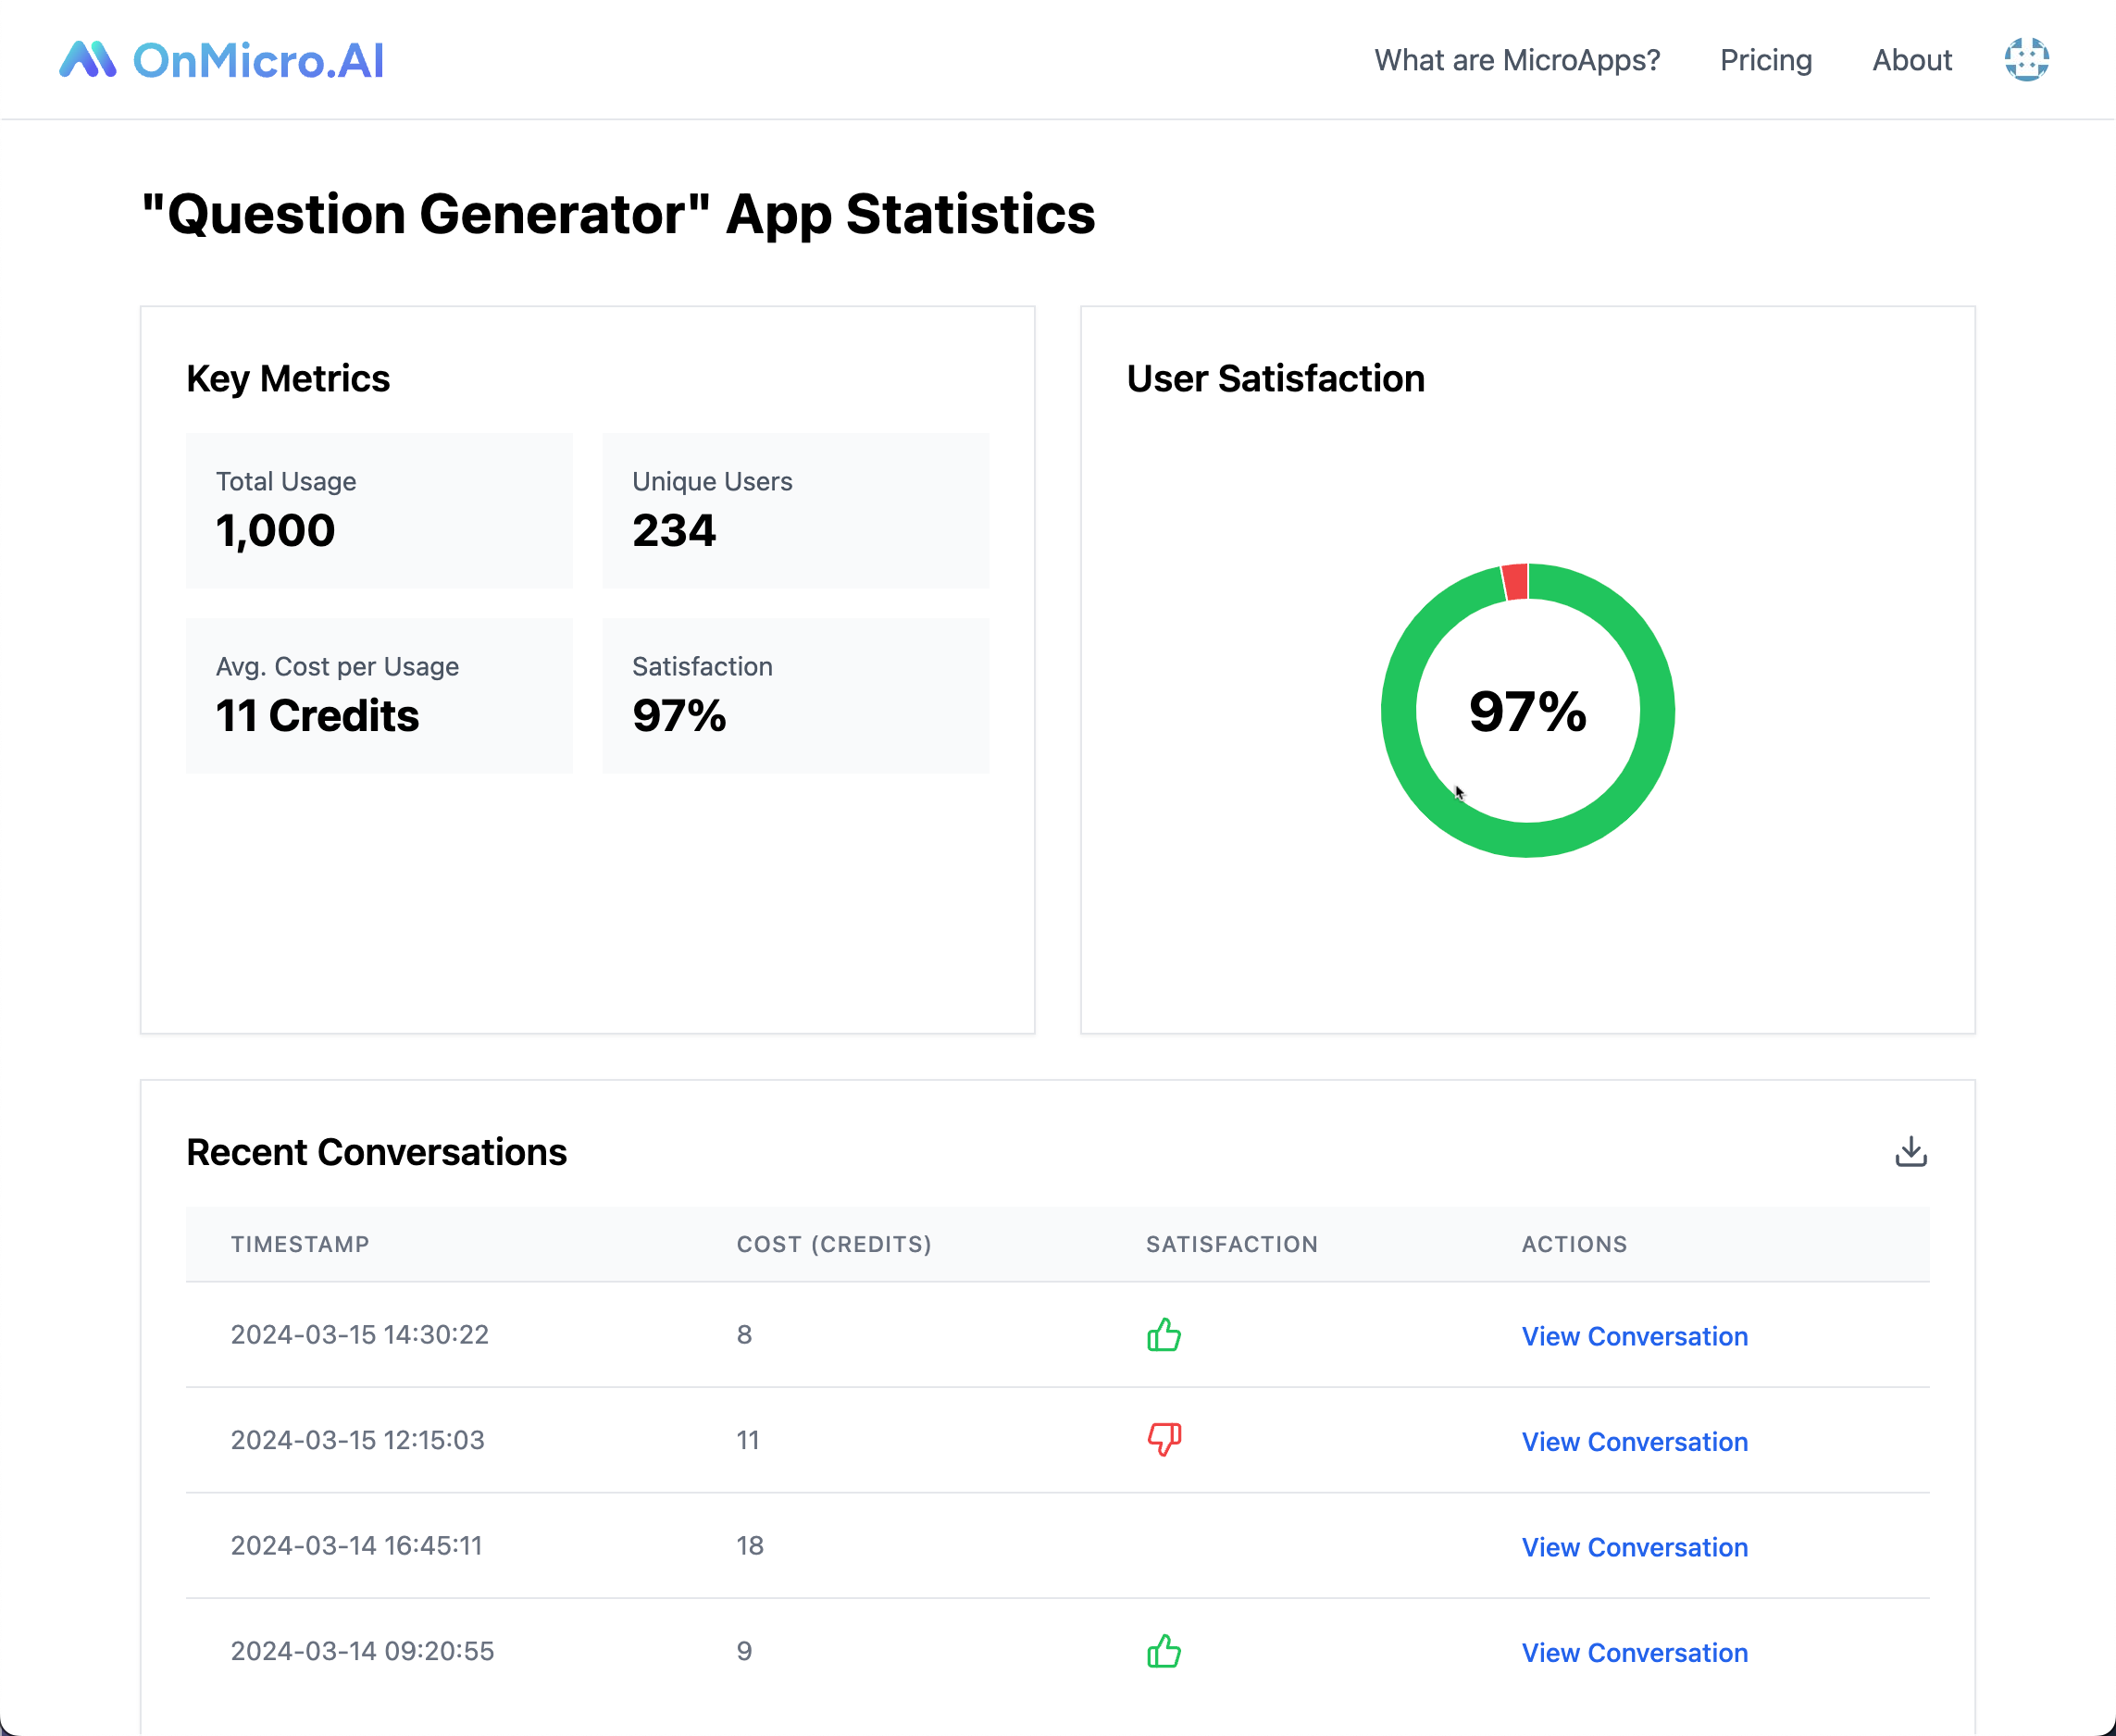 OnMicro.AI
What are MicroApps? Pricing About
"Question Generator" App Statistics
Key Metrics
Total Usage
1,000
Unique Users
234
Avg. Cost per Usage
11 Credits
Satisfaction
97%
User Satisfaction
97%
Recent Conversations
TIMESTAMP COST (CREDITS) SATISFACTION ACTIONS
2024-03-15 14:30:22 8 View Conversation
2024-03-15 12:15:03 11 View Conversation
2024-03-14 16:45:11 18 View Conversation
2024-03-14 09:20:55 9 View Conversation